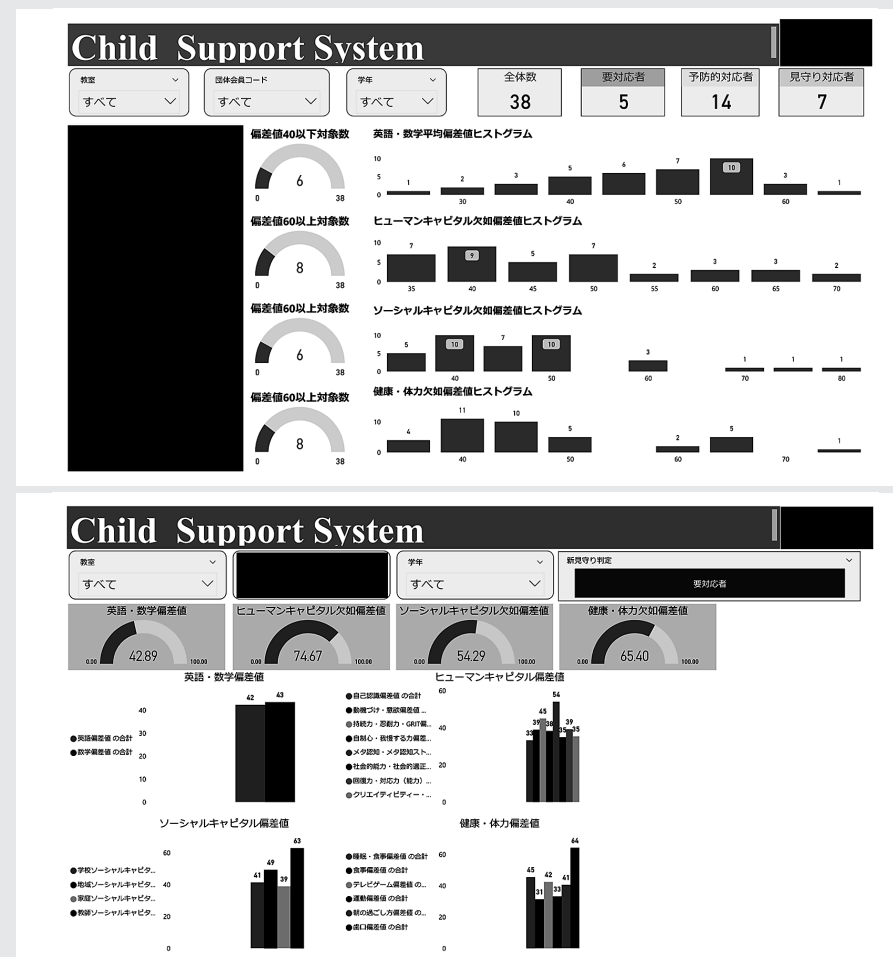 Child Support System
教室
すべて
団体会員コード
すべて
学年
すべて
全体数
38
要対応者
5
予防的対応者
14
見守り対応者
7
偏差値40以下対象数
6
0
38
英語・数学平均偏差値ヒストグラム
10
5
0
1
2
3
5
6
7
10
3
1
30
40
50
60
偏差値60以上対象数
8
0
38
ヒューマンキャピタル欠如偏差値ヒストグラム
10
5
0
7
9
5
7
2
3
3
2
35
40
45
50
55
60
65
70
偏差値60以上対象数
6
0
38
ソーシャルキャピタル欠如偏差値ヒストグラム
10
5
0
5
10
7
10
3
1
1
1
40
50
60
70
80
偏差値60以上対象数
8
0
38
健康・体力欠如偏差値ヒストグラム
10
0
4
11
10
5
2
5
1
40
50
60
70
Child Support System
教室
すべて
学年
すべて
新見守り判定
要対応者
英語・数学偏差値
42.89
0.00
100.00
ヒューマンキャピタル欠如偏差値
74.67
0.00
100.00
ソーシャルキャピタル欠如偏差値
54.29
0.00
100.00
健康・体力欠如偏差値
65.40
0.00
100.00
英語・数学偏差値
英語偏差値 の合計
数学偏差値 の合計
40
30
20
10
0
42
43
ヒューマンキャピタル偏差値
自己認識偏差値 の合計
動機づけ・意欲偏差値 ...
持続力・忍耐力・GRIT偏...
自制心・我慢する力偏差...
メタ認知・メタ認知スト...
社会的能力・社会的適正...
回復力・対応力（能力）...
クリエイティビティー・...
60
40
20
0
33
39
45
38
54
35
39
35
ソーシャルキャピタル偏差値
学校ソーシャルキャピタ...
地域ソーシャルキャピタ...
家庭ソーシャルキャピタ...
教師ソーシャルキャピタ...
60
40
20
0
41
49
39
63
健康・体力偏差値
睡眠・食事偏差値 の合計
食事偏差値 の合計
テレビゲーム偏差値 の...
運動偏差値 の合計
朝の過ごし方偏差値 の...
歯口偏差値 の合計
60
40
20
0
45
31
42
33
41
64